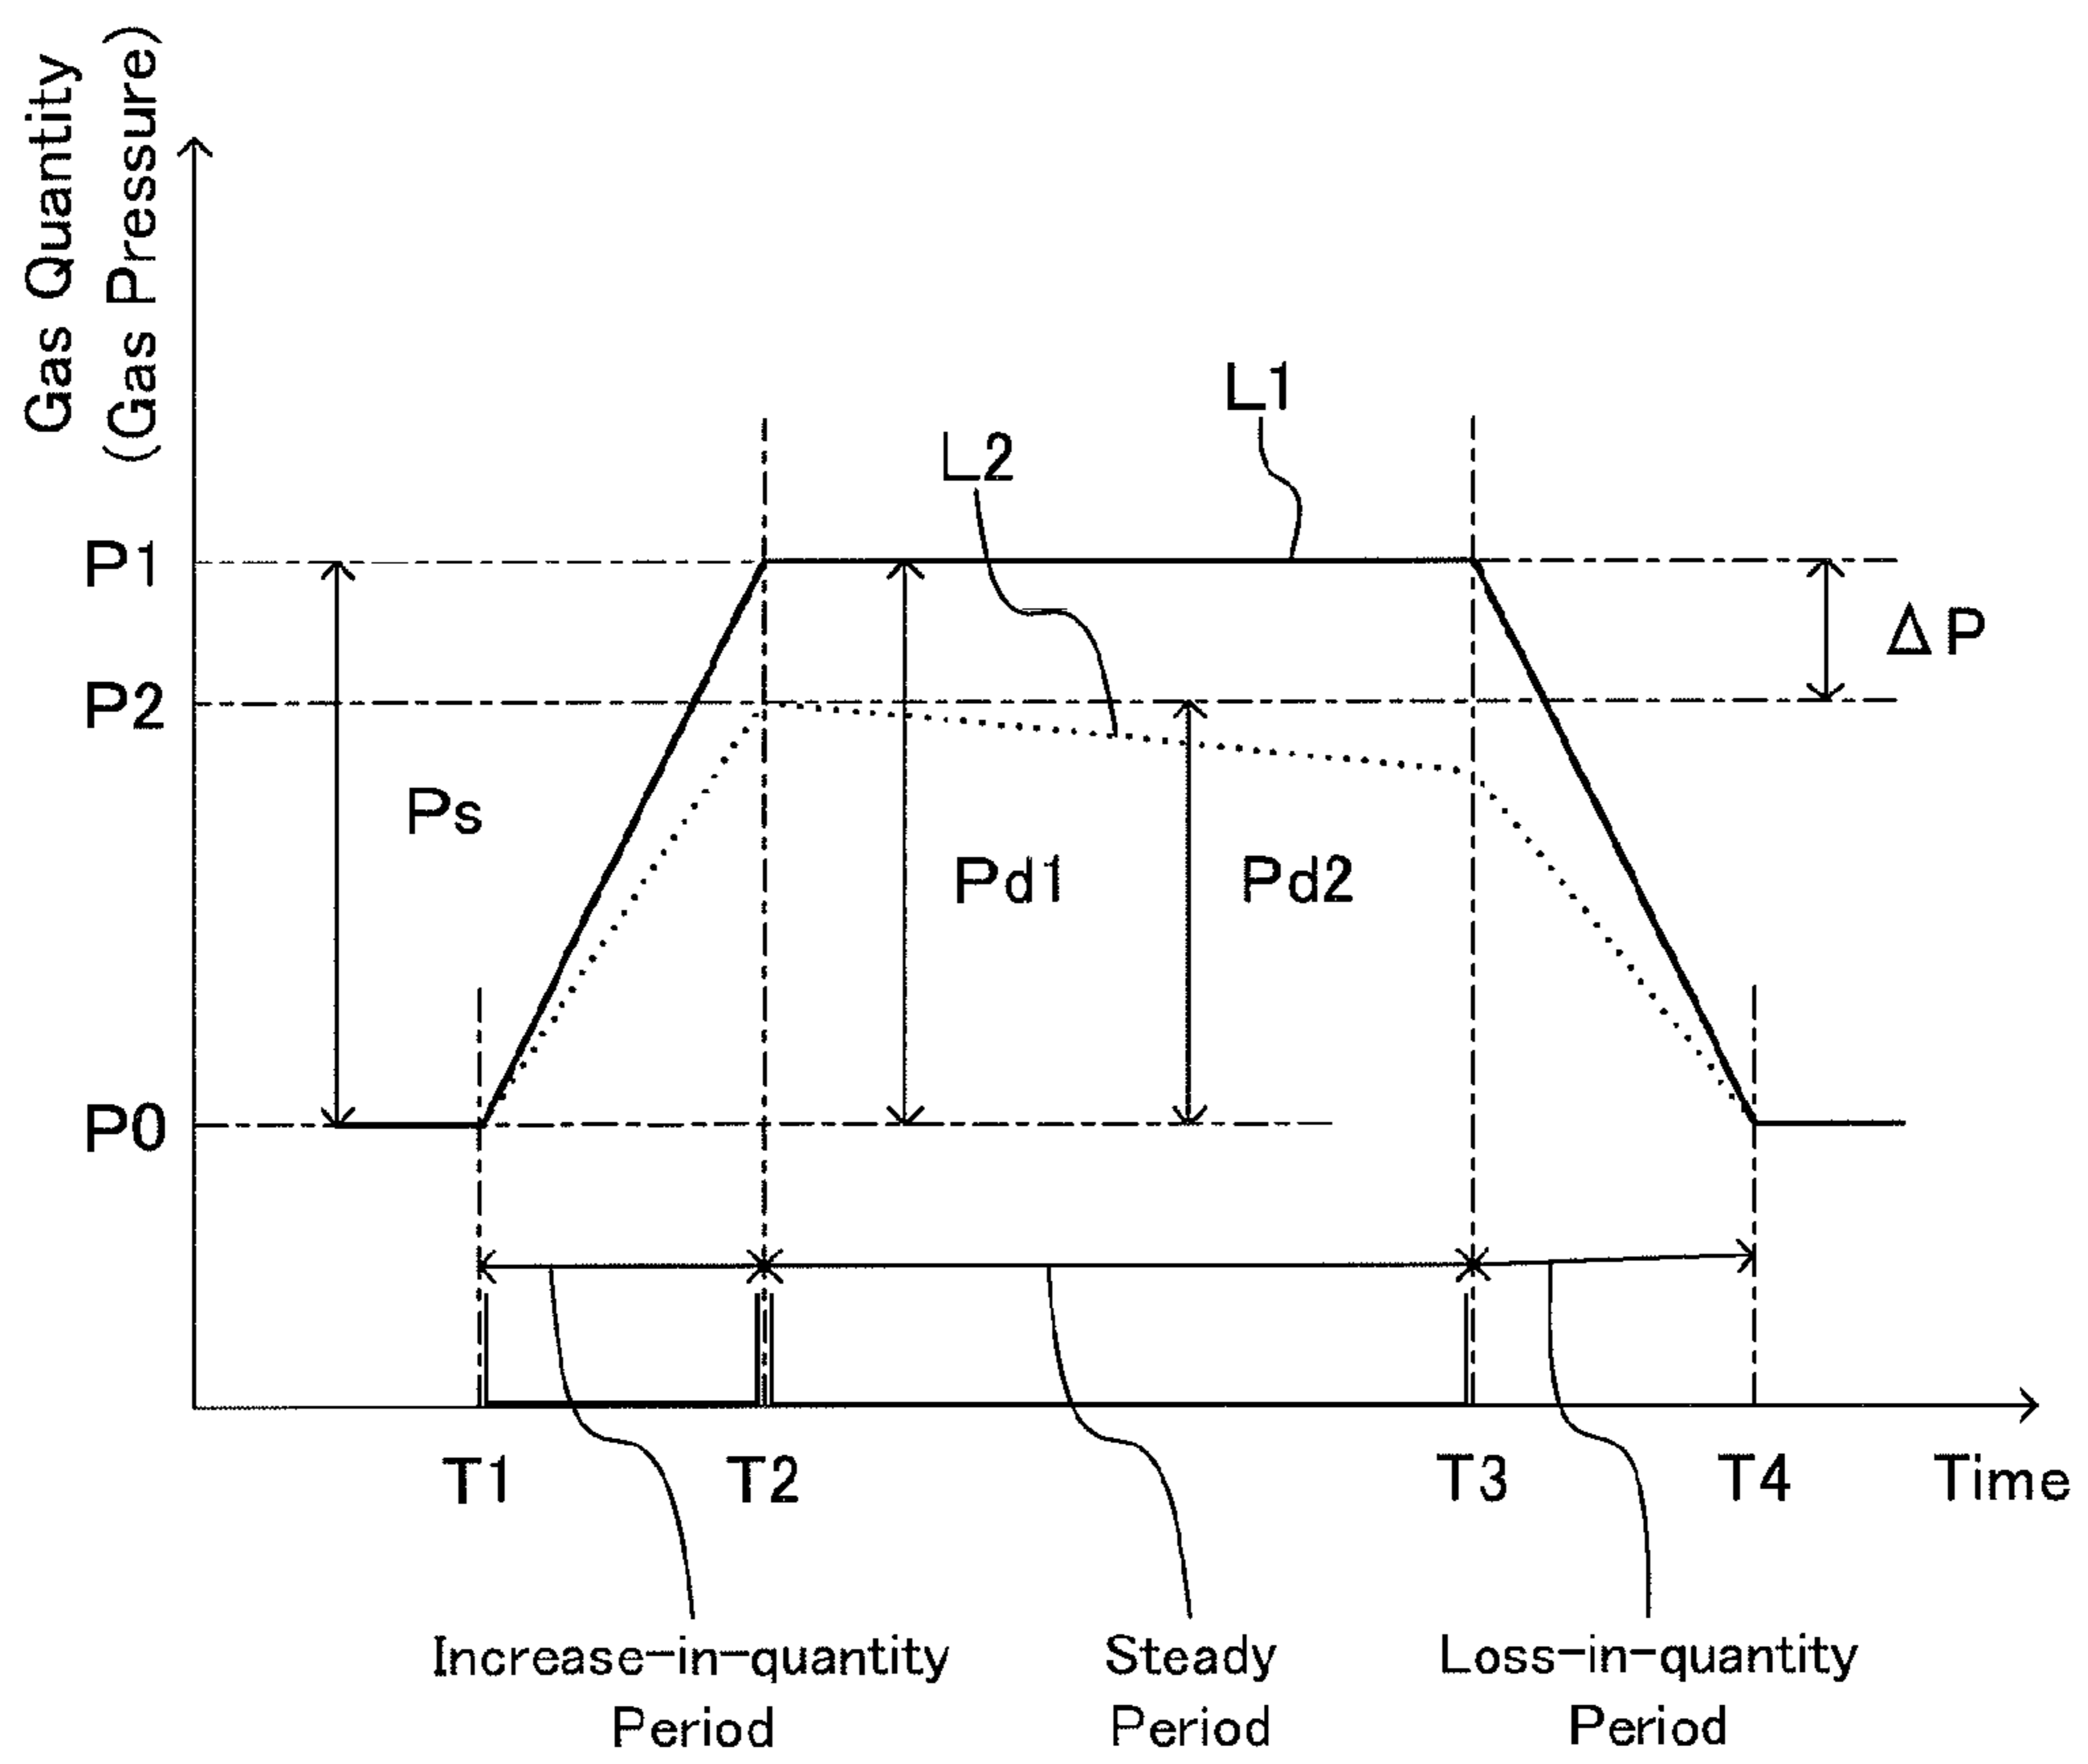 Gas Quantity
(Gas Pressure)
L1
L2
P1
ΔP
P2
Ps
Pd1
Pd2
P0
T1
T2
T3
T4
Time
Increase-in-quantity
Period
Steady
Period
Loss-in-quantity
Period